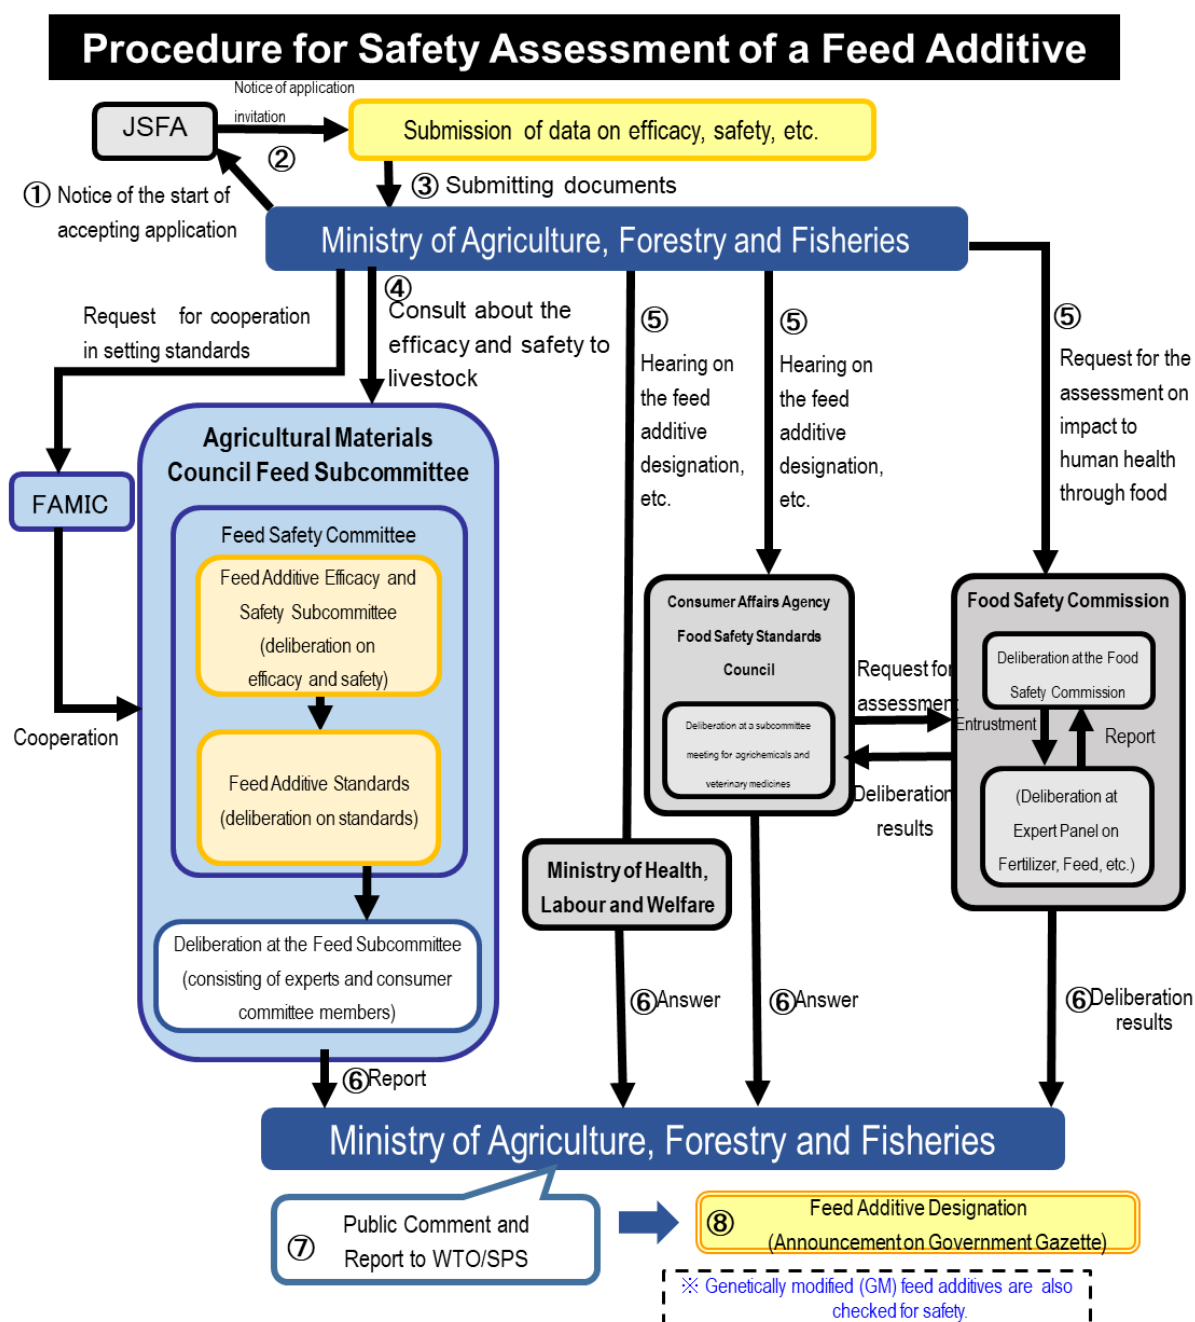 Procedure for Safety Assessment of a Feed Additive
Notice of application
invitation
JSFA
②
Submission of data on efficacy, safety, etc.
① Notice of the start of
accepting application
③ Submitting documents
Ministry of Agriculture, Forestry and Fisheries
Request for cooperation
in setting standards
④
Consult about the
efficacy and safety to
livestock
⑤
Hearing on
the feed
additive
designation,
etc.
⑤
Hearing on
the feed
additive
designation,
etc.
⑤
Request for the
assessment on
impact to
human health
through food
FAMIC
Cooperation
Agricultural Materials
Council Feed Subcommittee
Feed Safety Committee
Feed Additive Efficacy and
Safety Subcommittee
(deliberation on
efficacy and safety)
Feed Additive Standards
(deliberation on standards)
Deliberation at the Feed Subcommittee
(consisting of experts and consumer
committee members)
Ministry of Health,
Labour and Welfare
Consumer Affairs Agency
Food Safety Standards
Council
Deliberation at a subcommittee
meeting for agrichemicals and
veterinary medicines
Request for
assessment
Deliberation
results
Food Safety Commission
Deliberation at the Food
Safety Commission
Entrustment
Report
(Deliberation at
Expert Panel on
Fertilizer, Feed, etc.)
⑥Report
⑥Answer
⑥Answer
⑥Deliberation
results
Ministry of Agriculture, Forestry and Fisheries
⑦
Public Comment and
Report to WTO/SPS
⑧
Feed Additive Designation
(Announcement on Government Gazette)
※ Genetically modified (GM) feed additives are also
checked for safety.